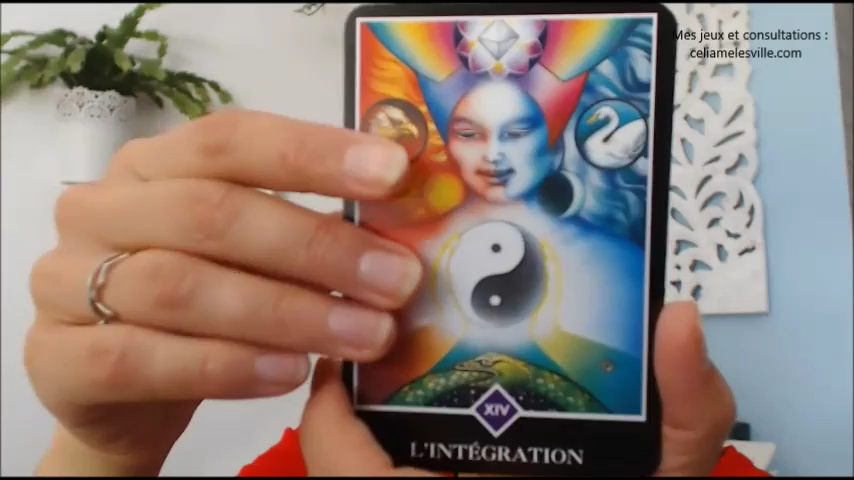 Mes jeux et consultations :
celiamelesville.com
XIV
L'INTÉGRATION